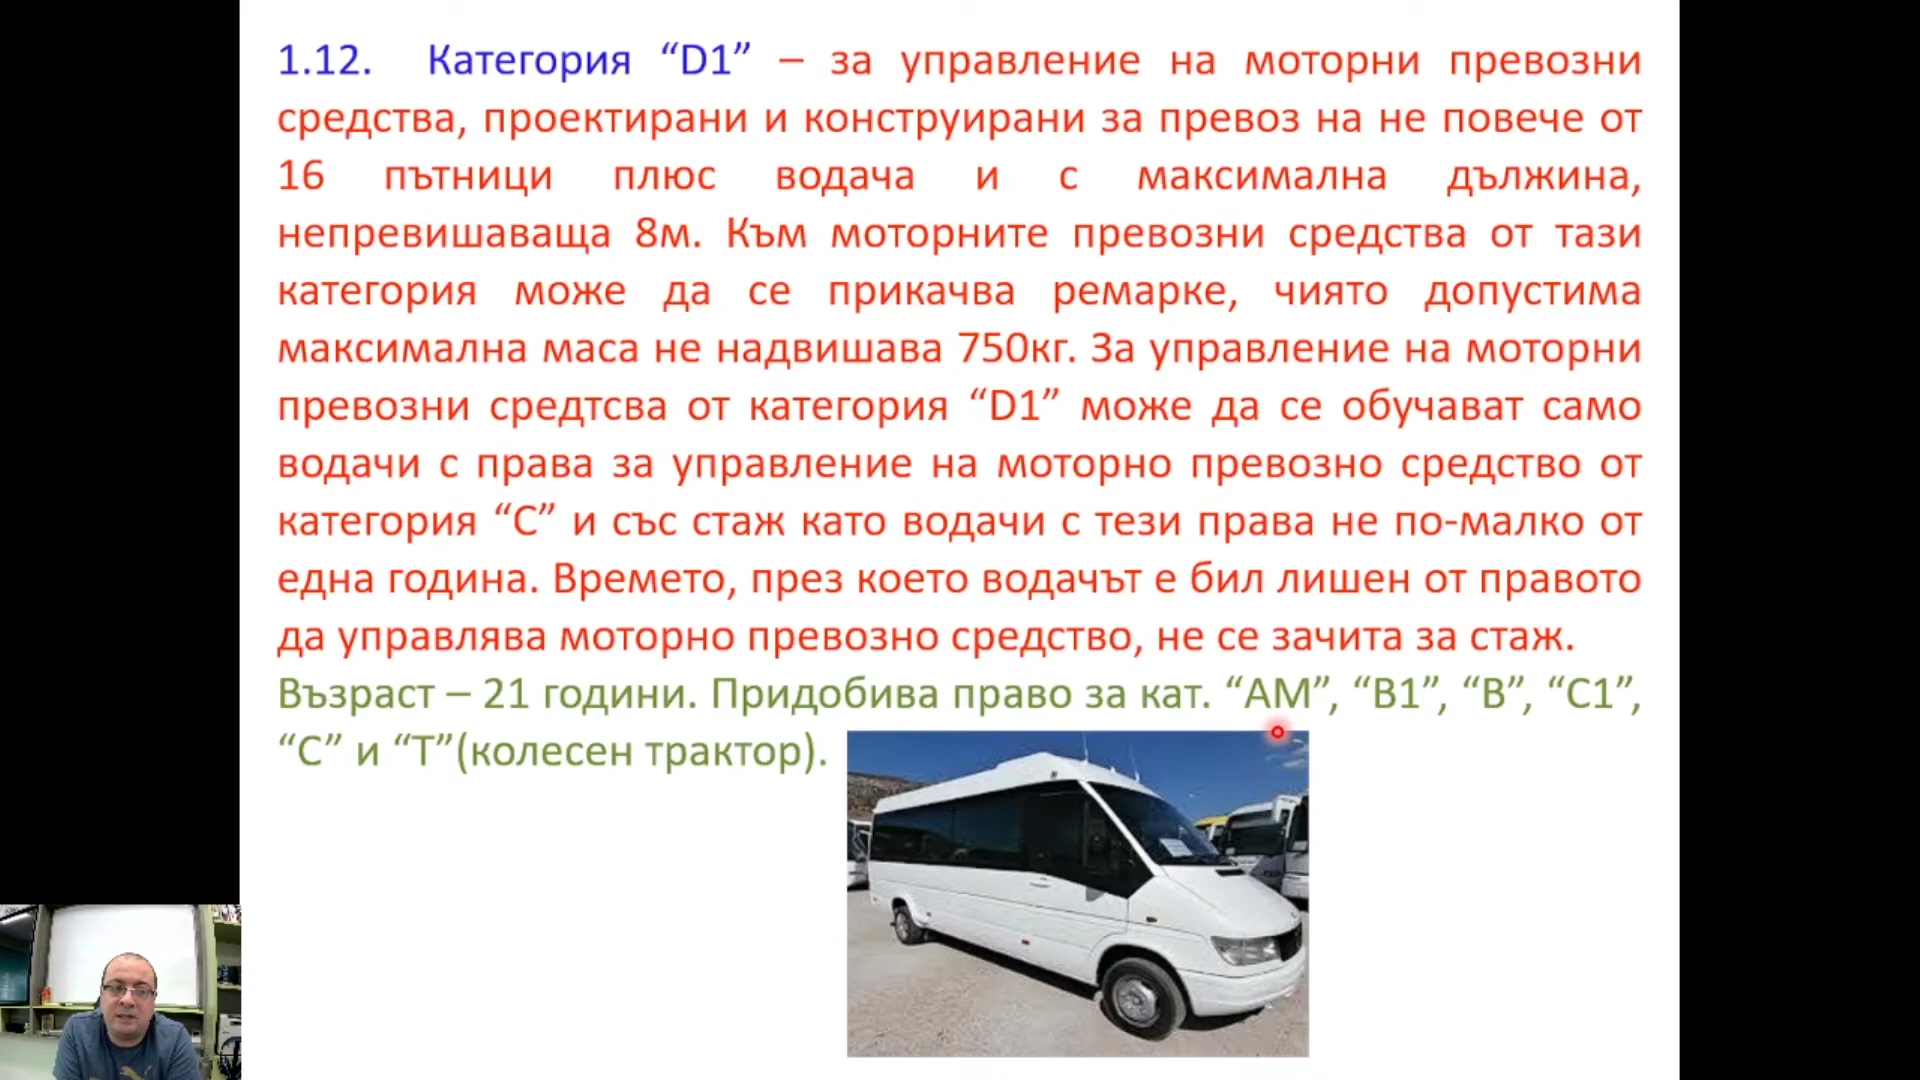 1.12. Категория “D1” – за управление на моторни превозни
средства, проектирани и конструирани за превоз на не повече от
16 пътници плюс водача и с максимална дължина,
непревишаваща 8м. Към моторните превозни средства от тази
категория може да се прикачва ремарке, чиято допустима
максимална маса не надвишава 750кг. За управление на моторни
превозни средтсва от категория “D1” може да се обучават само
водачи с права за управление на моторно превозно средство от
категория “C” и със стаж като водачи с тези права не по-малко от
една година. Времето, през което водачът е бил лишен от правото
да управлява моторно превозно средство, не се зачита за стаж.
Възраст – 21 години. Придобива право за кат. “AM”, “B1”, “B”, “C1”,
“C” и “T”(колесен трактор).